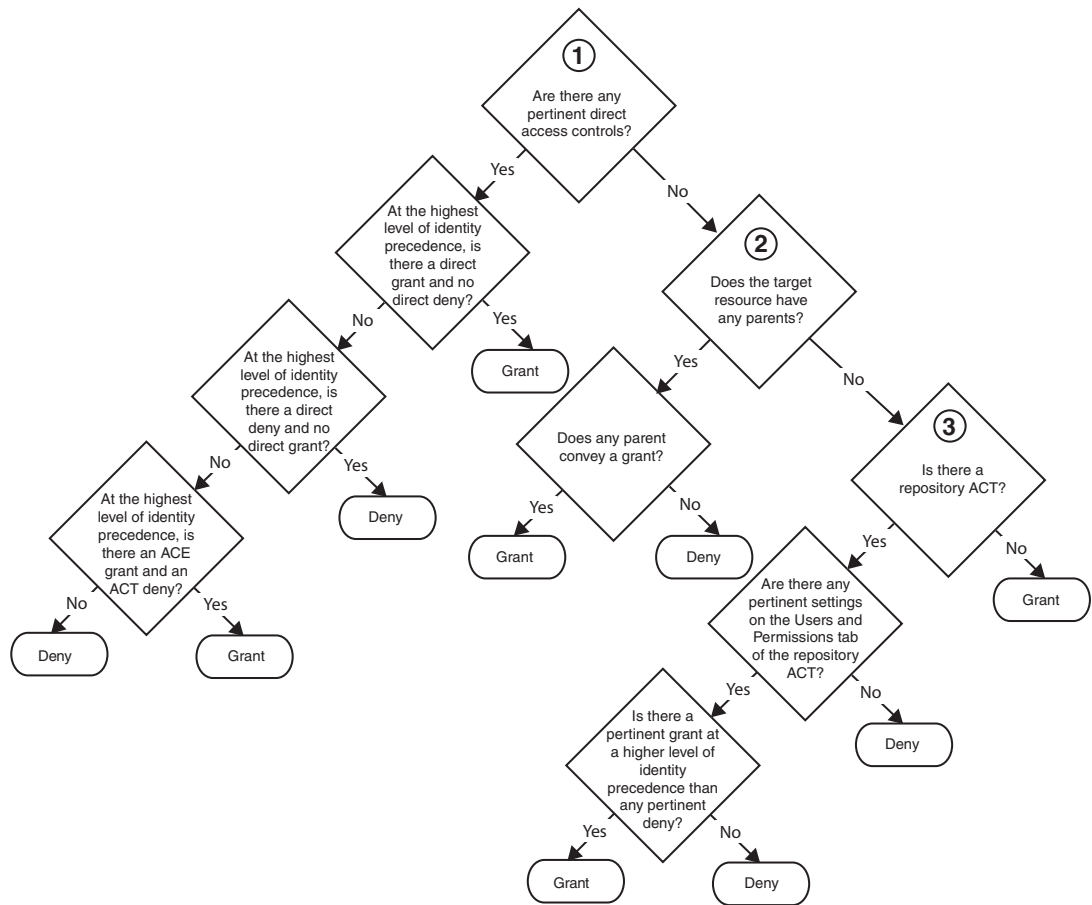 1
Are there any
pertinent direct
access controls?
Yes
No
At the highest
level of identity
precedence, is
there a direct
grant and no
direct deny?
2
Does the target
resource have
any parents?
No
Yes
Grant
Yes
No
At the highest
level of identity
precedence, is
there a direct
deny and no
direct grant?
Does any parent
convey a grant?
3
Is there a
repository ACT?
No
Yes
Deny
Yes
Grant
No
Deny
Yes
No
Grant
At the highest
level of identity
precedence, is
there an ACE
grant and an
ACT deny?
Are there any
pertinent settings
on the Users and
Permissions tab
of the repository
ACT?
No
Deny
Yes
Grant
Yes
No
Deny
Is there a
pertinent grant at
a higher level of
identity
precedence than
any pertinent
deny?
Yes
Grant
No
Deny